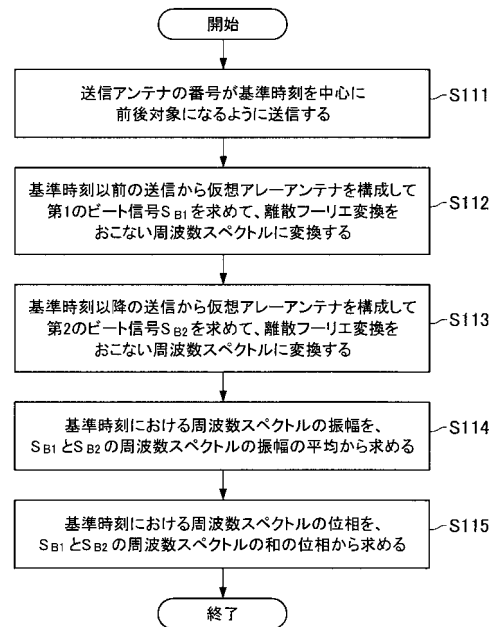 開始
送信アンテナの番号が基準時刻を中心に
前後対象になるように送信する
S111
基準時刻以前の送信から仮想アレーアンテナを構成して
第1のビート信号SB1を求めて、離散フーリエ変換を
おこない周波数スペクトルに変換する
S112
基準時刻以降の送信から仮想アレーアンテナを構成して
第2のビート信号SB2を求めて、離散フーリエ変換を
おこない周波数スペクトルに変換する
S113
基準時刻における周波数スペクトルの振幅を、
SB1とSB2の周波数スペクトルの振幅の平均から求める
S114
基準時刻における周波数スペクトルの位相を、
SB1とSB2の周波数スペクトルの和の位相から求める
S115
終了